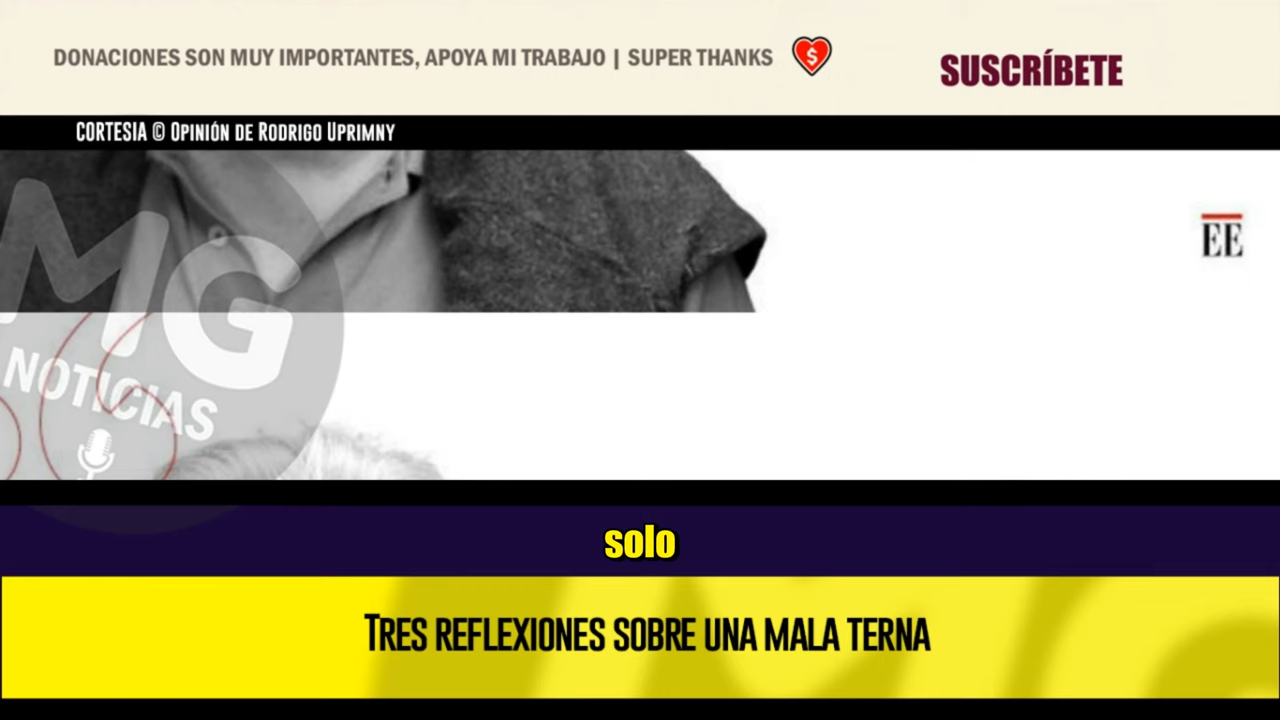 DONACIONES SON MUY IMPORTANTES, APOYA MI TRABAJO | SUPER THANKS $
SUSCRÍBETE
CORTESIA © OPINIÓN DE RODRIGO UPRIMNY
EE
MG
NOTICIAS
solo
TRES REFLEXIONES SOBRE UNA MALA TERNA